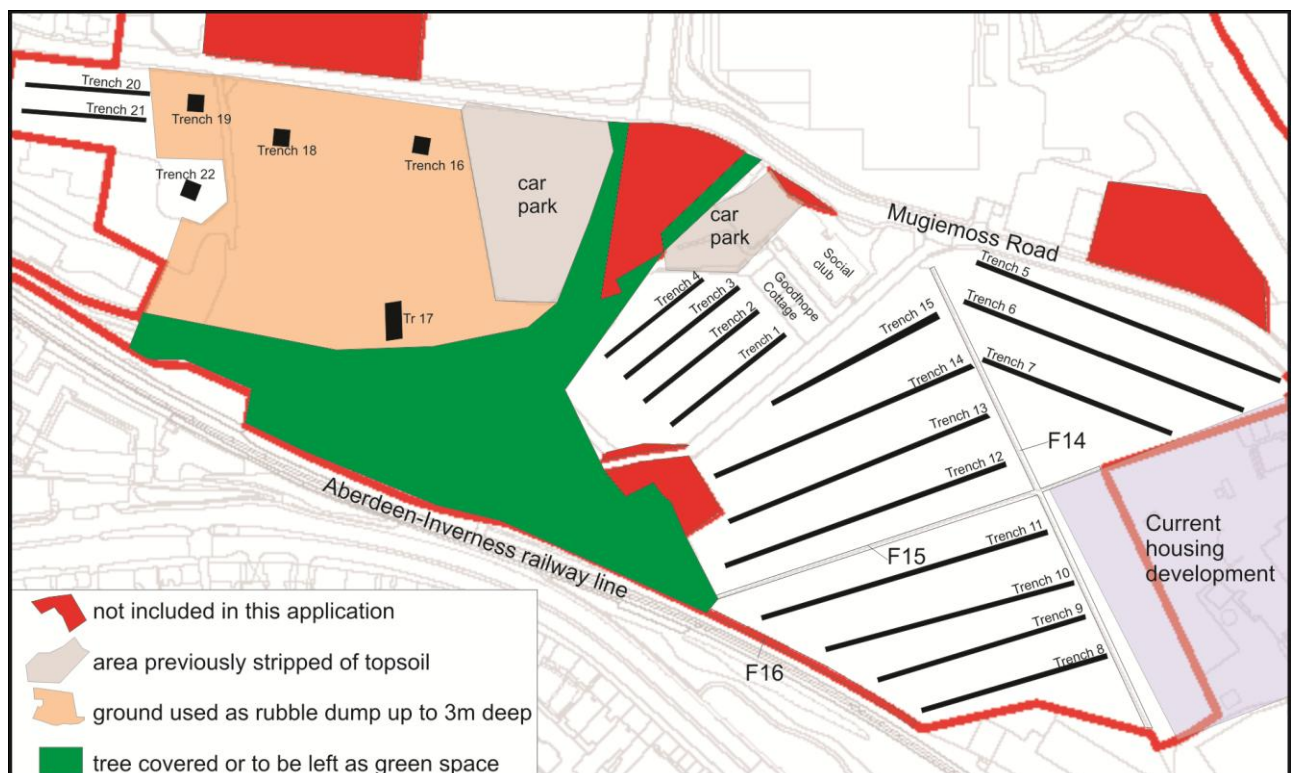 Trench 20
Trench 21
Trench 19
Trench 18
Trench 16
Trench 22
Tr 17
car
park
car
park
Mugiemoss Road
Social
club
Goodhope
Cottage
Trench 4
Trench 3
Trench 2
Trench 1
Trench 5
Trench 6
Trench 7
Trench 15
Trench 14
Trench 13
Trench 12
F14
F15
Trench 11
Trench 10
Trench 9
Trench 8
F16
Current
housing
development
Aberdeen-Inverness railway line
not included in this application
area previously stripped of topsoil
ground used as rubble dump up to 3m deep
tree covered or to be left as green space